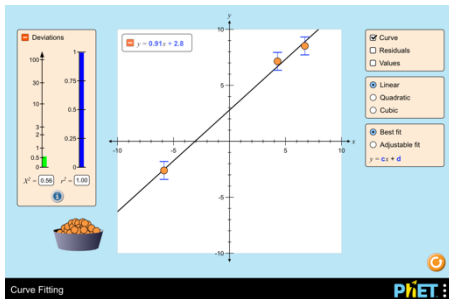 Deviations
100
30
10
3
2
1
0.5
0
1
0.75
0.5
0.25
0
X² = 0.56
r² = 1.00
i
y = 0.91x + 2.8
y
10
5
-5
-10
-10
-5
5
10
x
Curve
Residuals
Values
Linear
Quadratic
Cubic
Best fit
Adjustable fit
y = cx + d
Curve Fitting
PhET